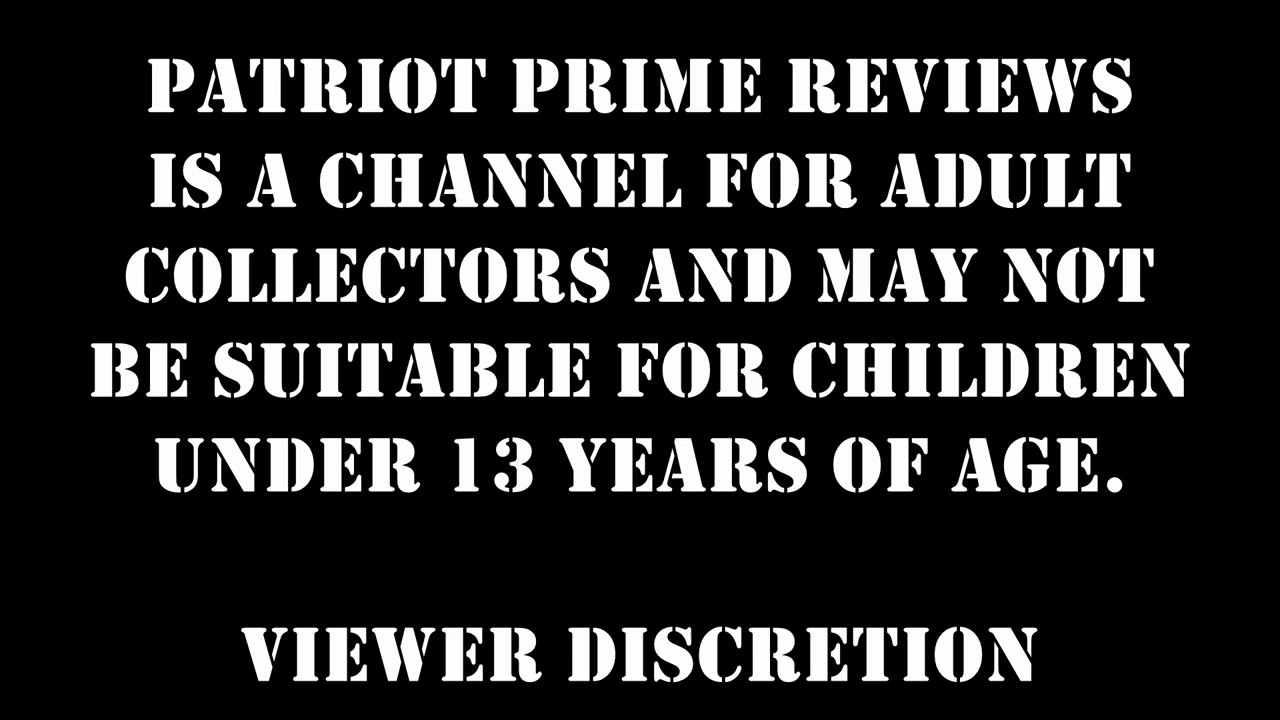 PATRIOT PRIME REVIEWS
IS A CHANNEL FOR ADULT
COLLECTORS AND MAY NOT
BE SUITABLE FOR CHILDREN
UNDER 13 YEARS OF AGE.
VIEWER DISCRETION